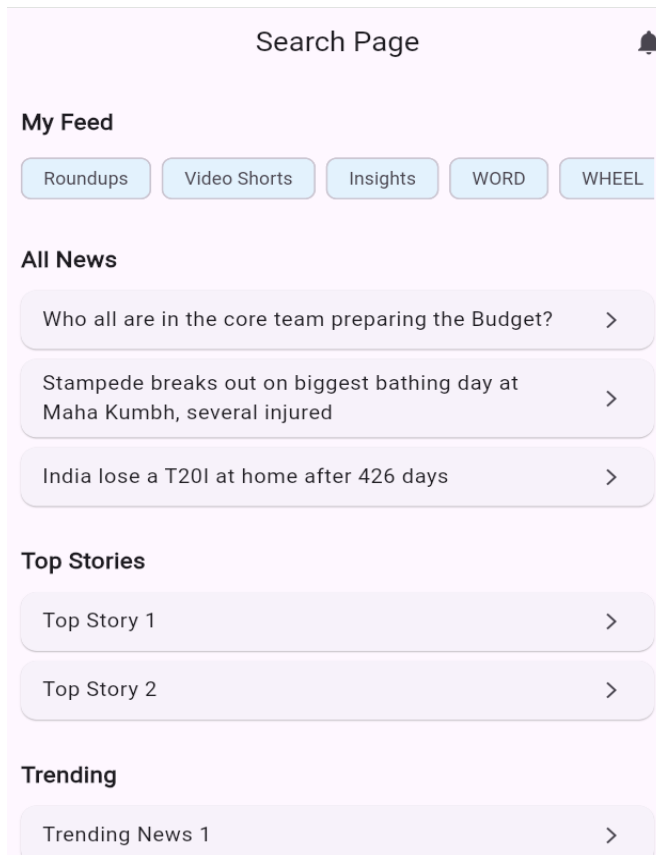 Search Page
My Feed
Roundups Video Shorts Insights WORD WHEEL
All News
Who all are in the core team preparing the Budget?
Stampede breaks out on biggest bathing day at
Maha Kumbh, several injured
India lose a T20I at home after 426 days
Top Stories
Top Story 1
Top Story 2
Trending
Trending News 1